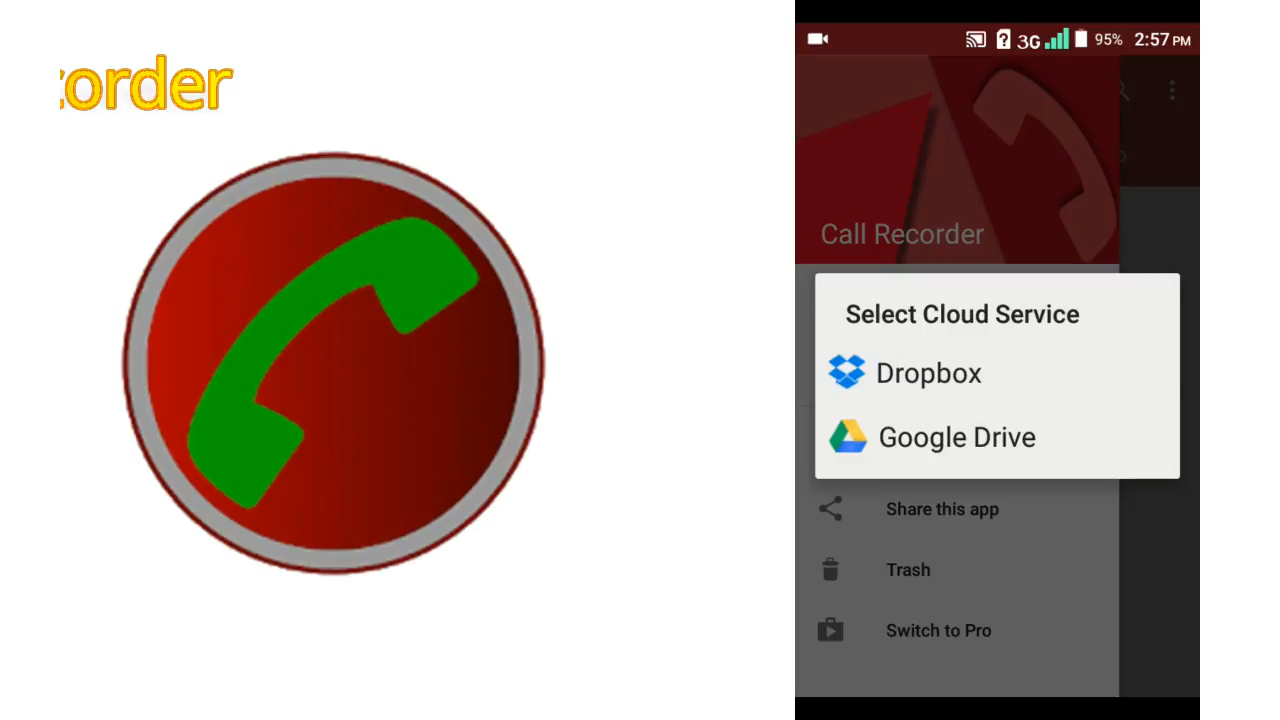 corder
3G 95% 2:57 PM
Call Recorder
Select Cloud Service
Dropbox
Google Drive
Share this app
Trash
Switch to Pro